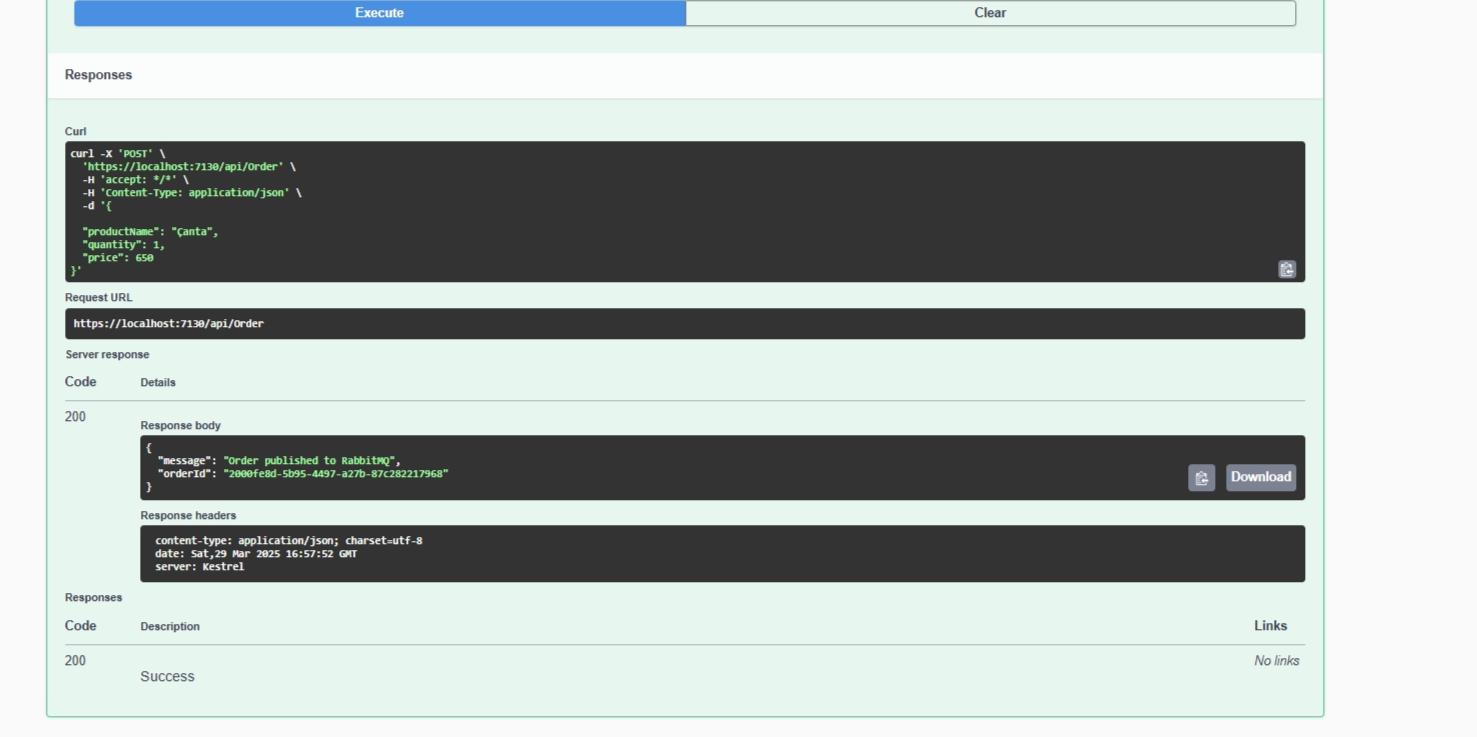 Execute Clear
Responses
Curl
curl -X 'POST' \
  'https://localhost:7130/api/Order' \
  -H 'accept: */*' \
  -H 'Content-Type: application/json' \
  -d '{
  "productName": "Çanta",
  "quantity": 1,
  "price": 650
}'
Request URL
https://localhost:7130/api/Order
Server response
Code Details
200
Response body
{
  "message": "Order published to RabbitMQ",
  "orderId": "2000fe8d-5b95-4497-a27b-87c282217968"
}
Download
Response headers
content-type: application/json; charset=utf-8
date: Sat,29 Mar 2025 16:57:52 GMT
server: Kestrel
Responses
Code Description Links
200 No links
Success